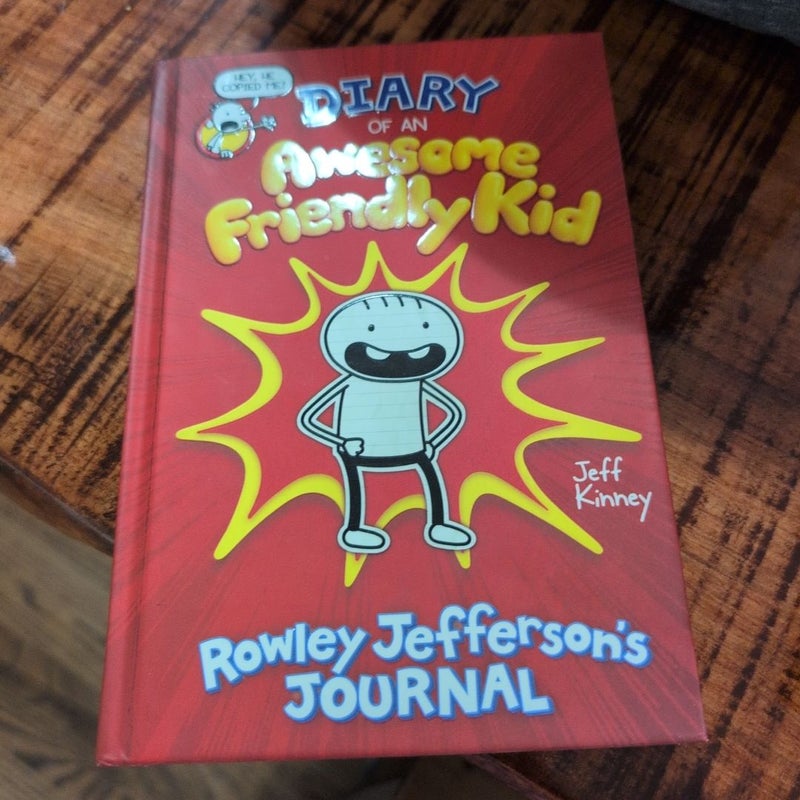 HEY, HE
COPIED ME!
DIARY
OF AN
Awesome
Friendly Kid
Jeff
Kinney
Rowley Jefferson's
JOURNAL